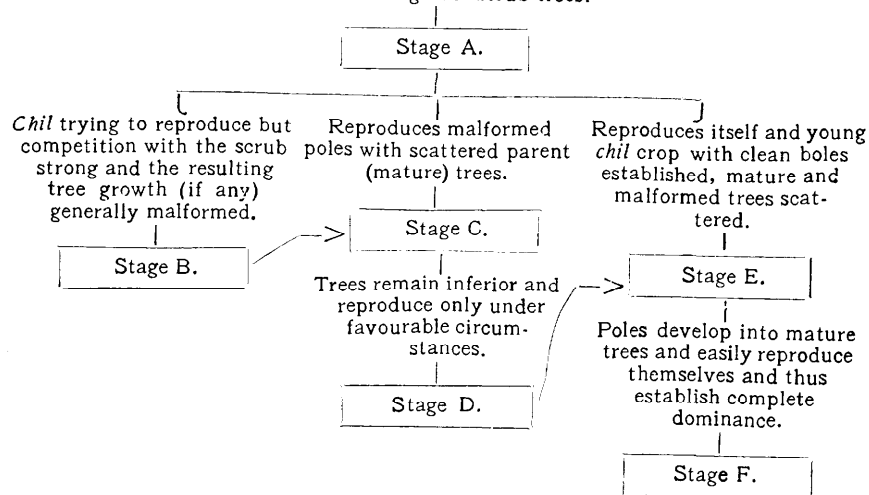 Stage A.
Chil trying to reproduce but
competition with the scrub
strong and the resulting
tree growth (if any)
generally malformed.
Stage B.
Reproduces malformed
poles with scattered parent
(mature) trees.
Stage C.
Trees remain inferior and
reproduce only under
favourable circum-
stances.
Stage D.
Reproduces itself and young
chil crop with clean boles
established, mature and
malformed trees scat-
tered.
Stage E.
Poles develop into mature
trees and easily reproduce
themselves and thus
establish complete
dominance.
Stage F.